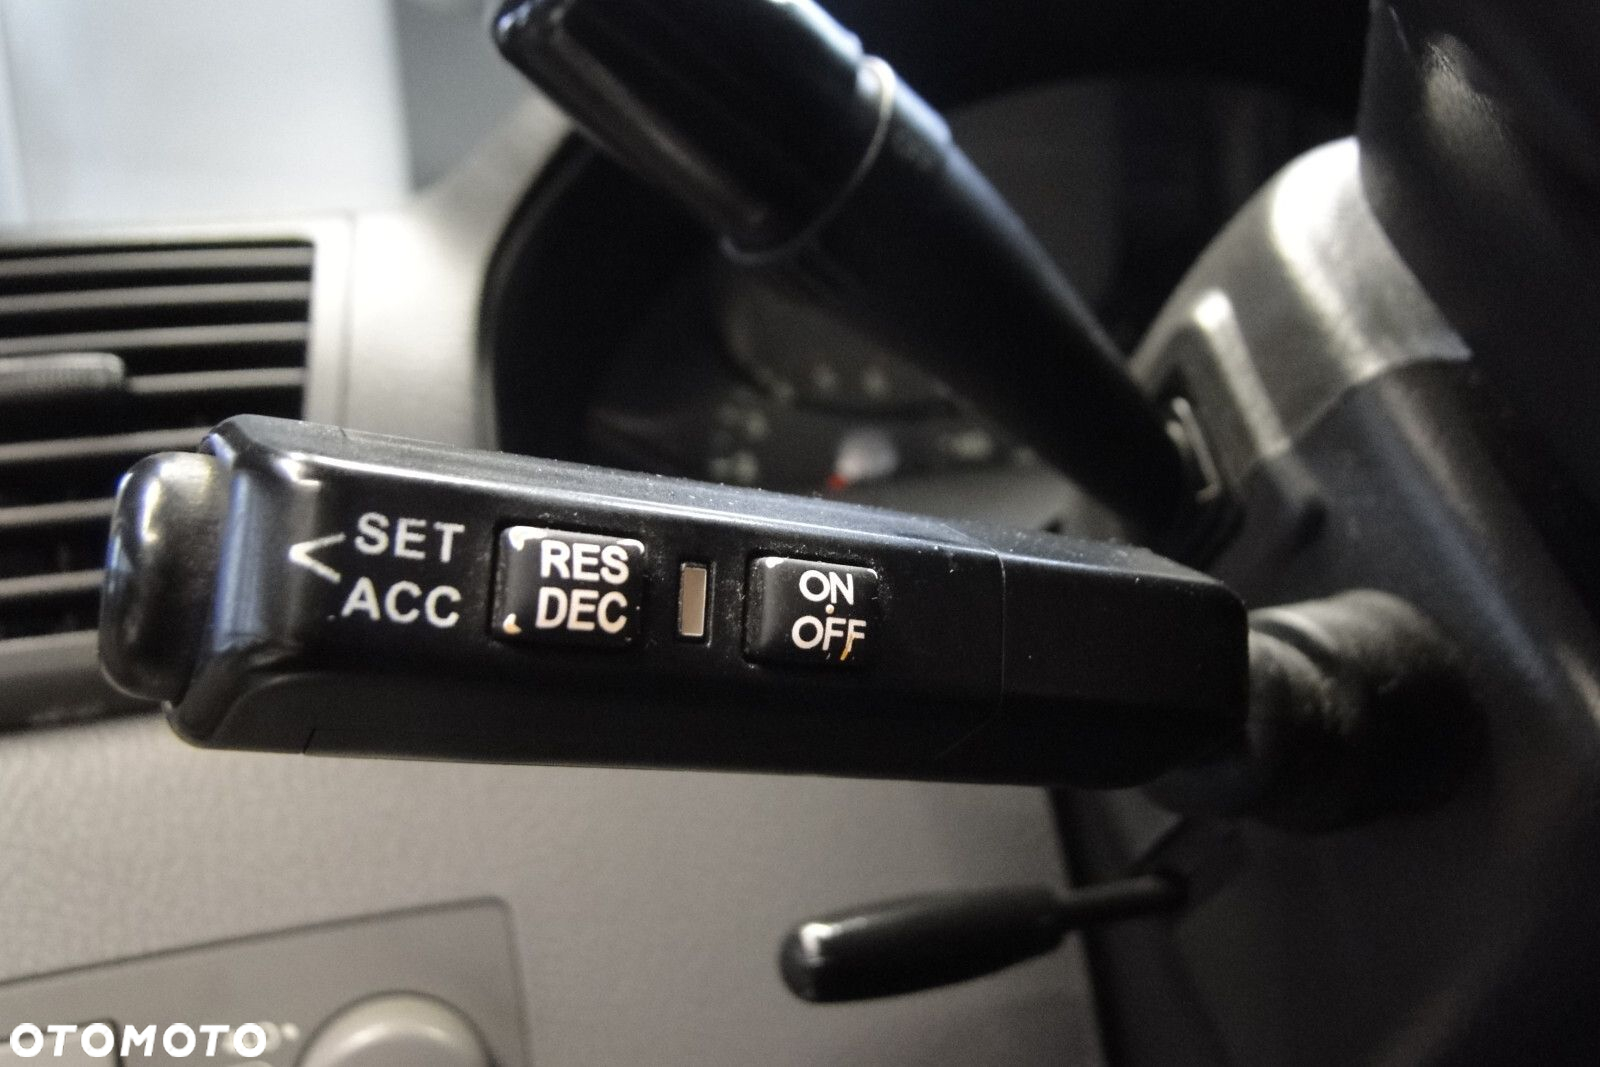 <
SET
ACC
RES
DEC
ON
OFF
OTOMOTO